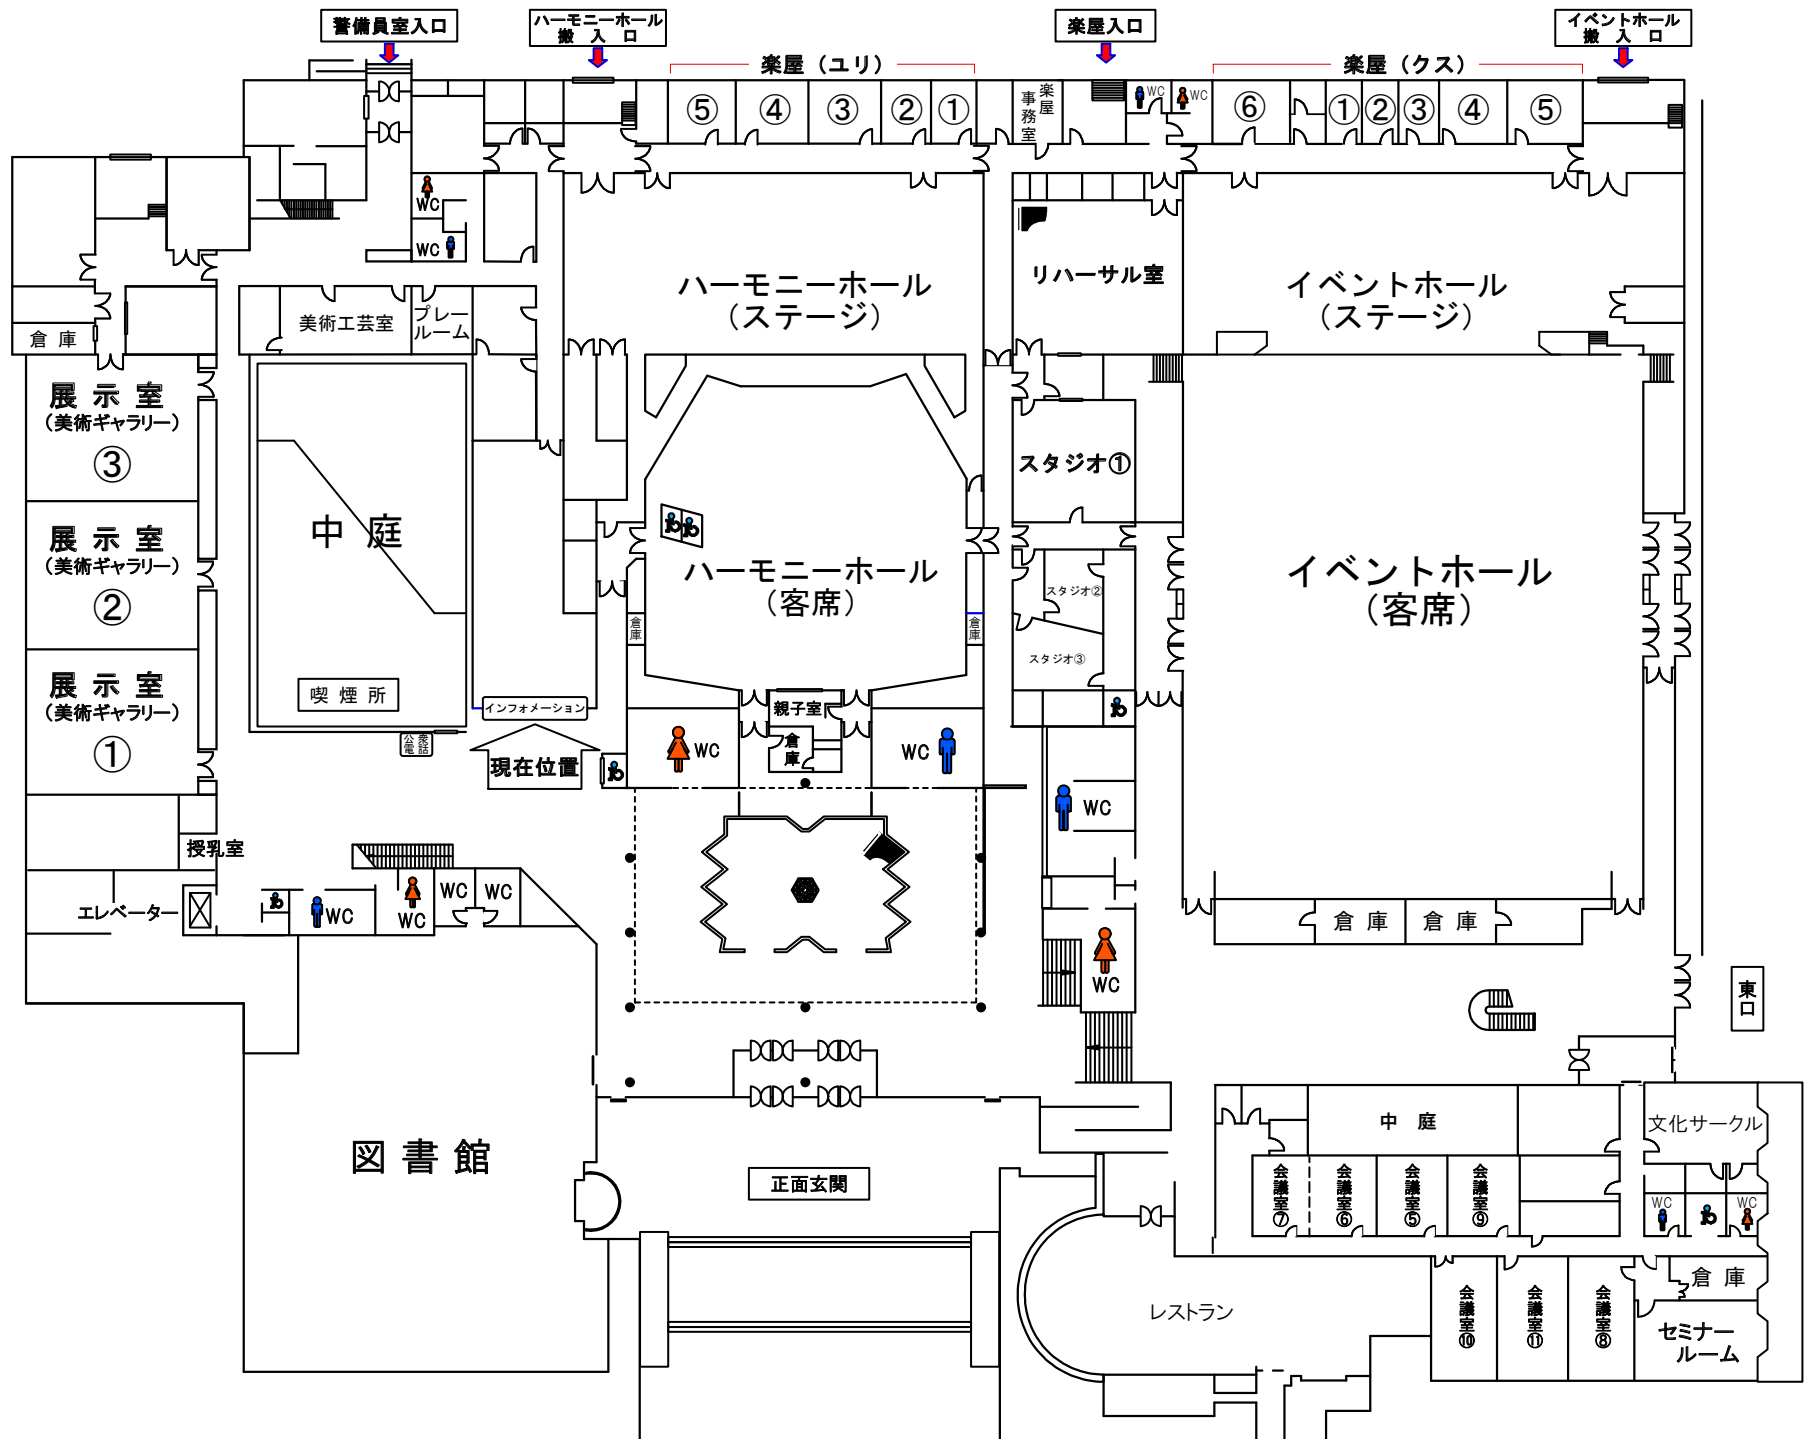 警備員室入口
ハーモニーホール
搬 入 口
楽屋入口
イベントホール
搬 入 口
楽屋（ユリ）
楽屋（クス）
⑤
④
③
②
①
楽屋
事務室
WC
WC
⑥
①
②
③
④
⑤
WC
WC
ハーモニーホール
（ステージ）
リハーサル室
イベントホール
（ステージ）
倉 庫
美術工芸室
プレー
ルーム
展 示 室
（美術ギャラリー）
③
スタジオ①
展 示 室
（美術ギャラリー）
②
中 庭
ハーモニーホール
（客席）
スタジオ②
イベントホール
（客席）
倉庫
倉庫
スタジオ③
展 示 室
（美術ギャラリー）
①
喫 煙 所
インフォメーション
公衆
電話
現在位置
WC
親子室
倉
庫
WC
WC
授乳室
エレベーター
WC
WC
WC
WC
倉 庫
倉 庫
WC
東口
図 書 館
正面玄関
中 庭
文化サークル
会議室⑦
会議室⑥
会議室⑤
会議室⑨
WC
WC
レストラン
会議室⑩
会議室⑪
会議室⑧
倉 庫
セミナー
ルーム